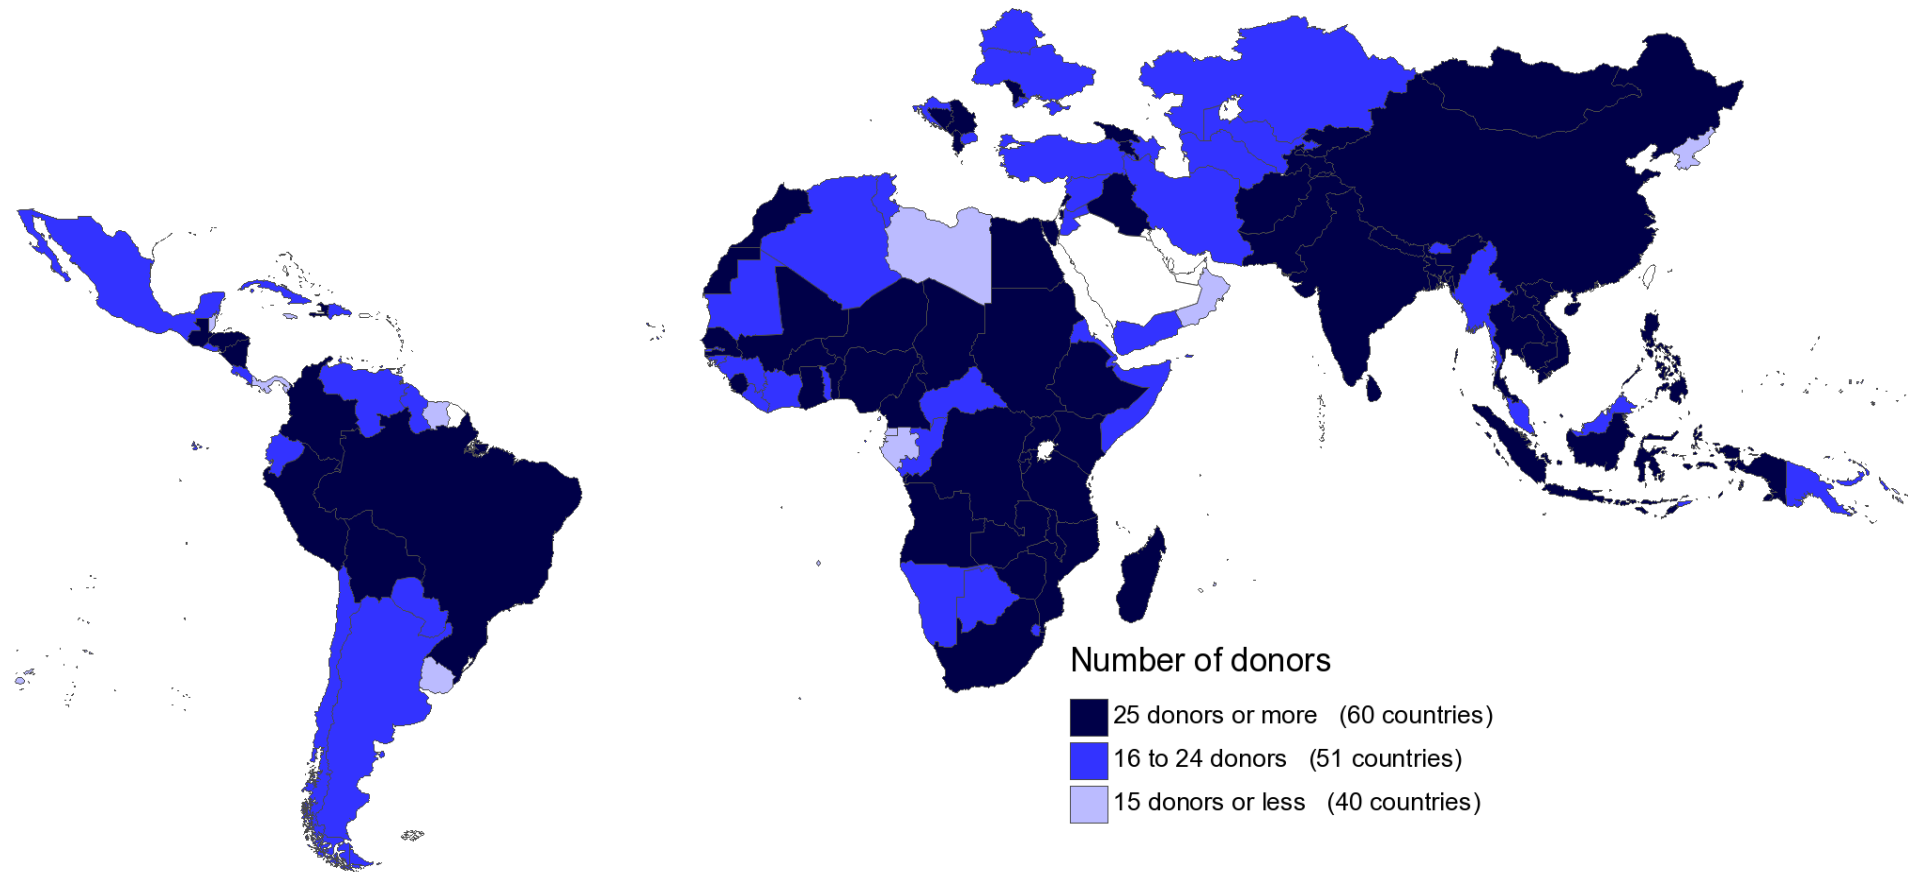 Number of donors
25 donors or more (60 countries)
16 to 24 donors (51 countries)
15 donors or less (40 countries)